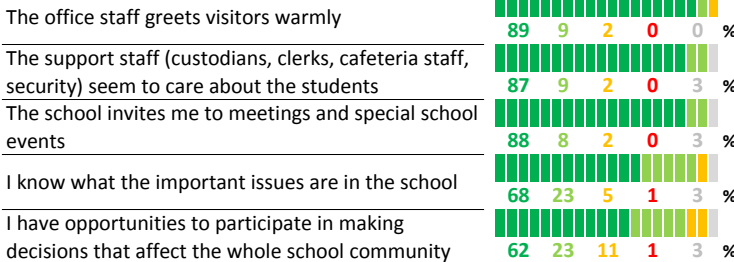 The office staff greets visitors warmly
89 9 2 0 0 %
The support staff (custodians, clerks, cafeteria staff,
security) seem to care about the students
87 9 2 0 3 %
The school invites me to meetings and special school
events
88 8 2 0 3 %
I know what the important issues are in the school
68 23 5 1 3 %
I have opportunities to participate in making
decisions that affect the whole school community
62 23 11 1 3 %